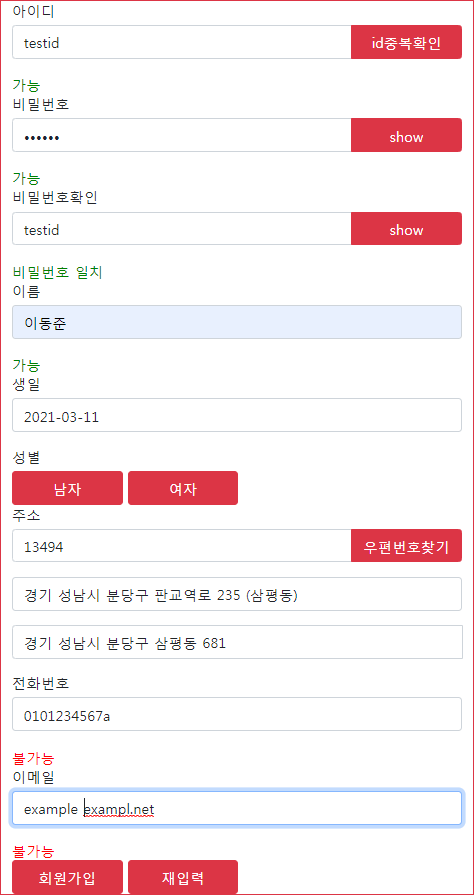 아이디
testid id중복확인
가능
비밀번호
•••••• show
가능
비밀번호확인
testid show
비밀번호 일치
이름
이동준
가능
생일
2021-03-11
성별
남자 여자
주소
13494 우편번호찾기
경기 성남시 분당구 판교역로 235 (삼평동)
경기 성남시 분당구 삼평동 681
전화번호
0101234567a
불가능
이메일
example exampl.net
불가능
회원가입 재입력